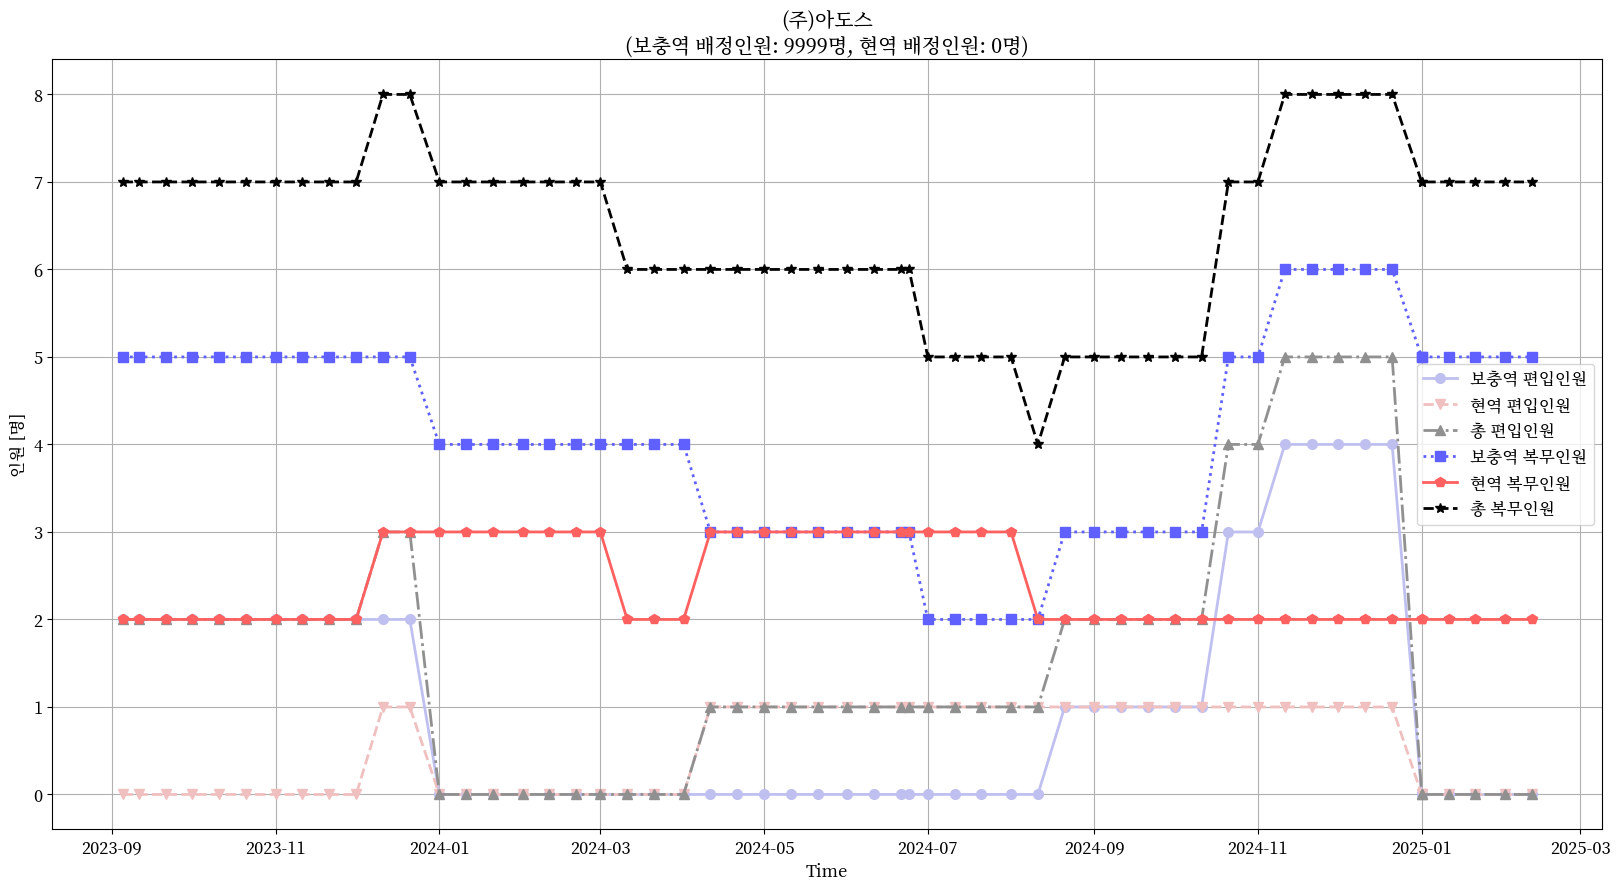 (주)아도스
(보충역 배정인원: 9999명, 현역 배정인원: 0명)
8
7
6
5
4
3
2
1
0
인원 [명]
보충역 편입인원
현역 편입인원
총 편입인원
보충역 복무인원
현역 복무인원
총 복무인원
2023-09 2023-11 2024-01 2024-03 2024-05 2024-07 2024-09 2024-11 2025-01 2025-03
Time